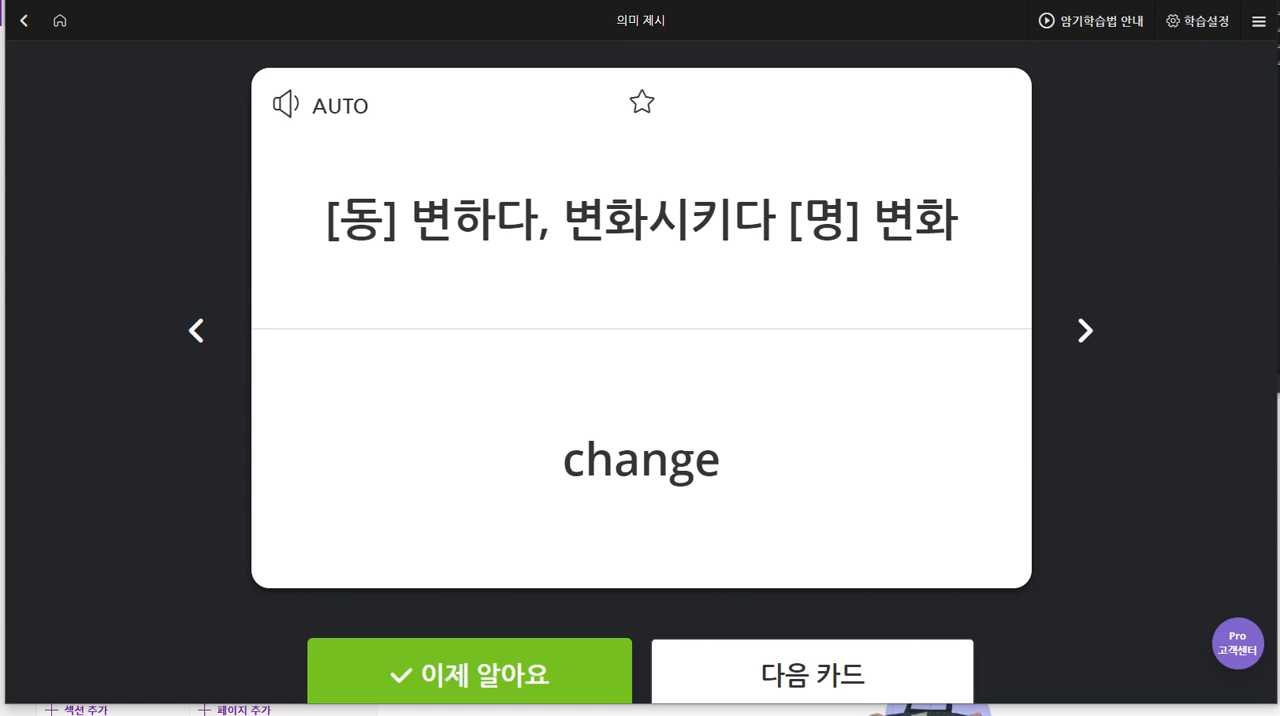 의미 제시
암기학습법 안내
학습설정
AUTO
[동] 변하다, 변화시키다 [명] 변화
change
이제 알아요
다음 카드
Pro
고객센터
섹션 추가
페이지 추가